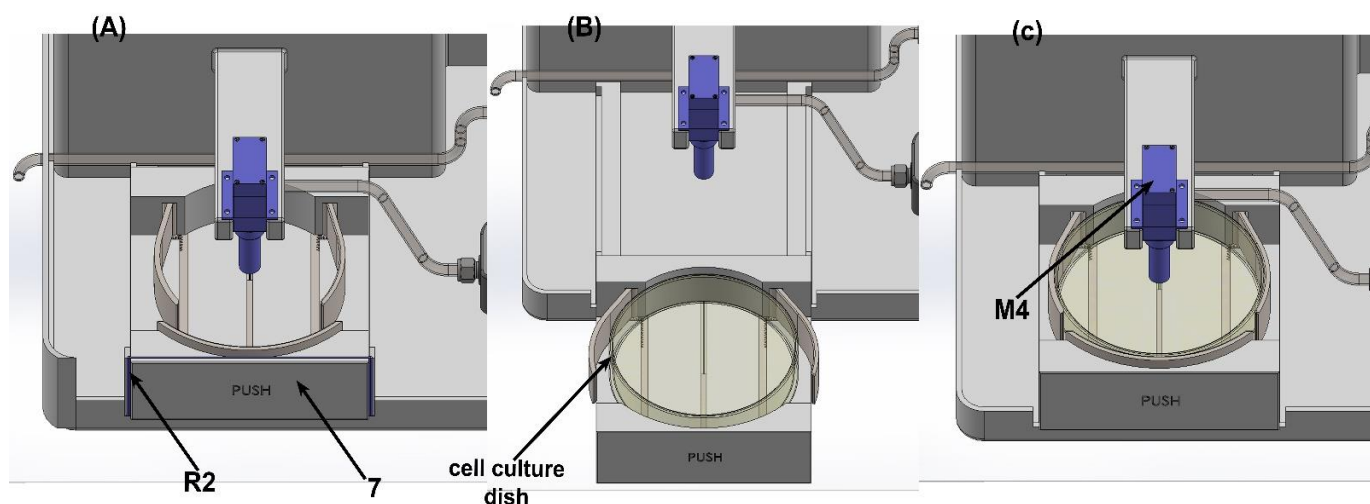 (A)
(B)
(c)
M4
PUSH
PUSH
PUSH
R2
7
cell culture
dish